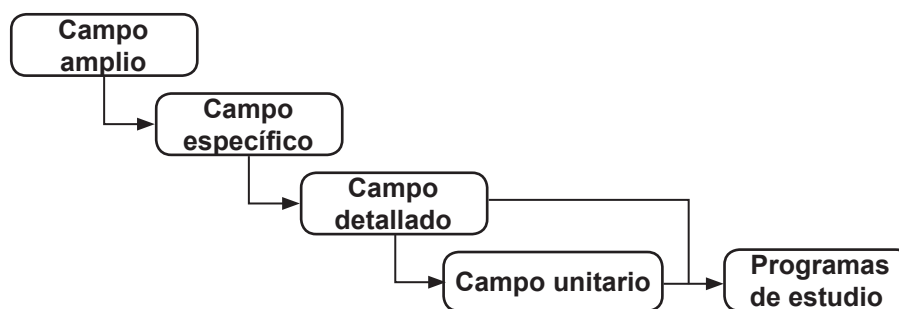 Campo
amplio
Campo
específico
Campo
detallado
Campo unitario
Programas
de estudio